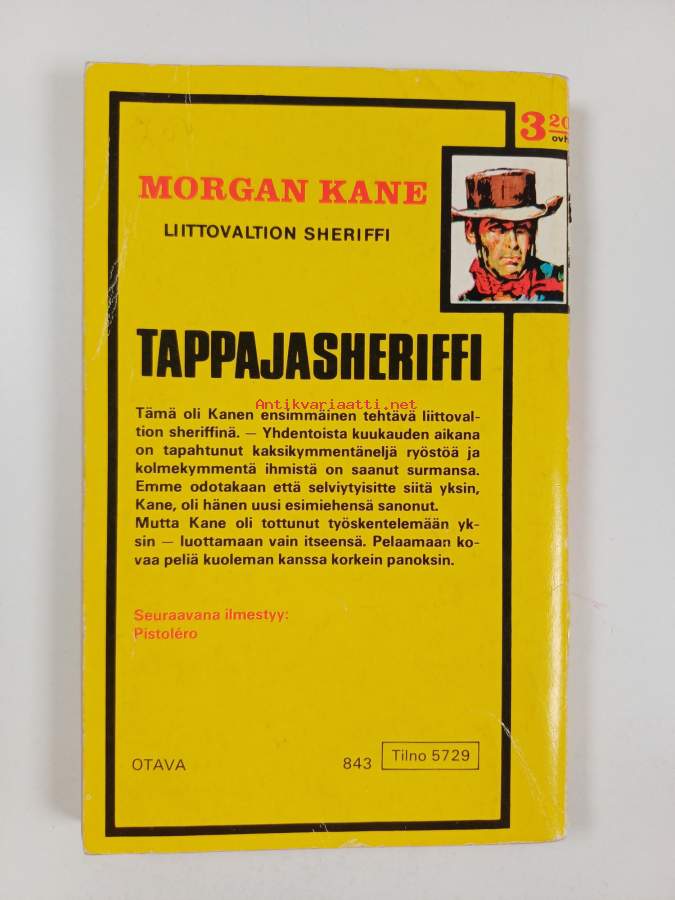 3 20
ovh
MORGAN KANE
LIITTOVALTION SHERIFFI
TAPPAJASHERIFFI
Antikvariaatti.net
Tämä oli Kanen ensimmäinen tehtävä liittoval-
tion sheriffinä. — Yhdentoista kuukauden aikana
on tapahtunut kaksikymmentäneljä ryöstöä ja
kolmekymmentä ihmistä on saanut surmansa.
Emme odotakaan että selviytyisitte siitä yksin,
Kane, oli hänen uusi esimiehensä sanonut.
Mutta Kane oli tottunut työskentelemään yk-
sin — luottamaan vain itseensä. Pelaamaan ko-
vaa peliä kuoleman kanssa korkein panoksin.
Seuraavana ilmestyy:
Pistoléro
OTAVA 843 Tilno 5729